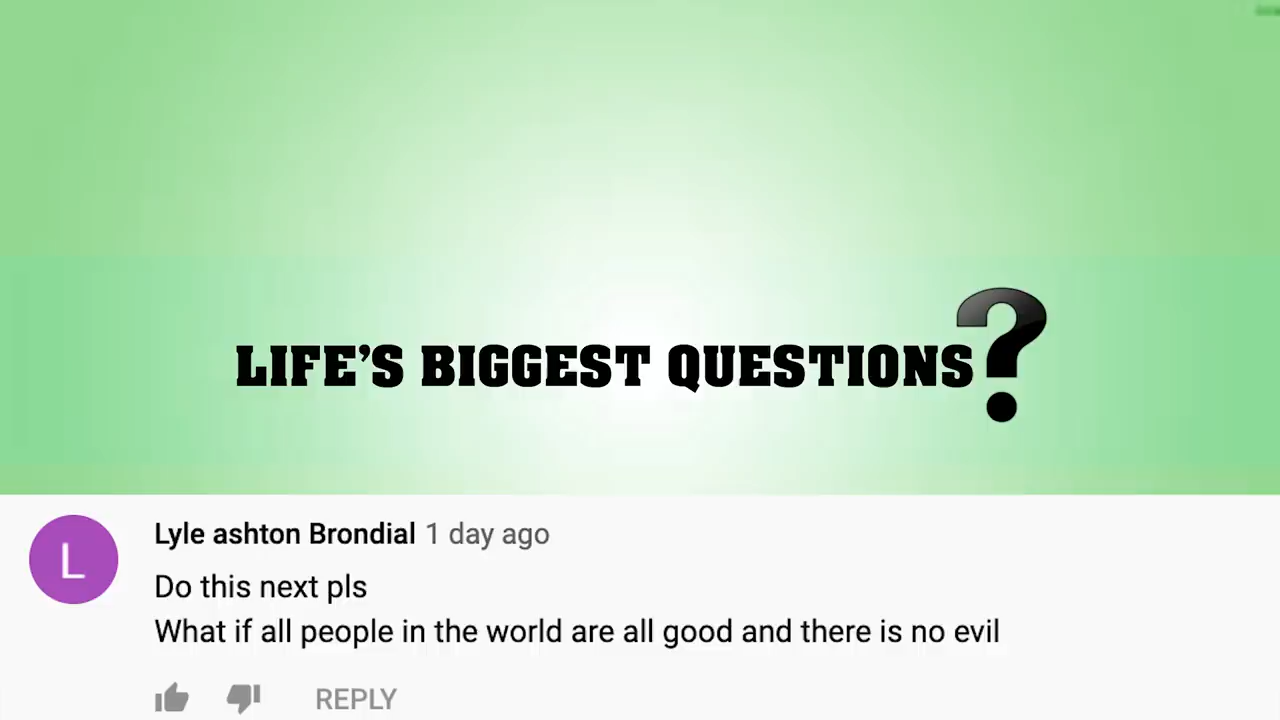 LIFE'S BIGGEST QUESTIONS?
L
Lyle ashton Brondial 1 day ago
Do this next pls
What if all people in the world are all good and there is no evil
REPLY